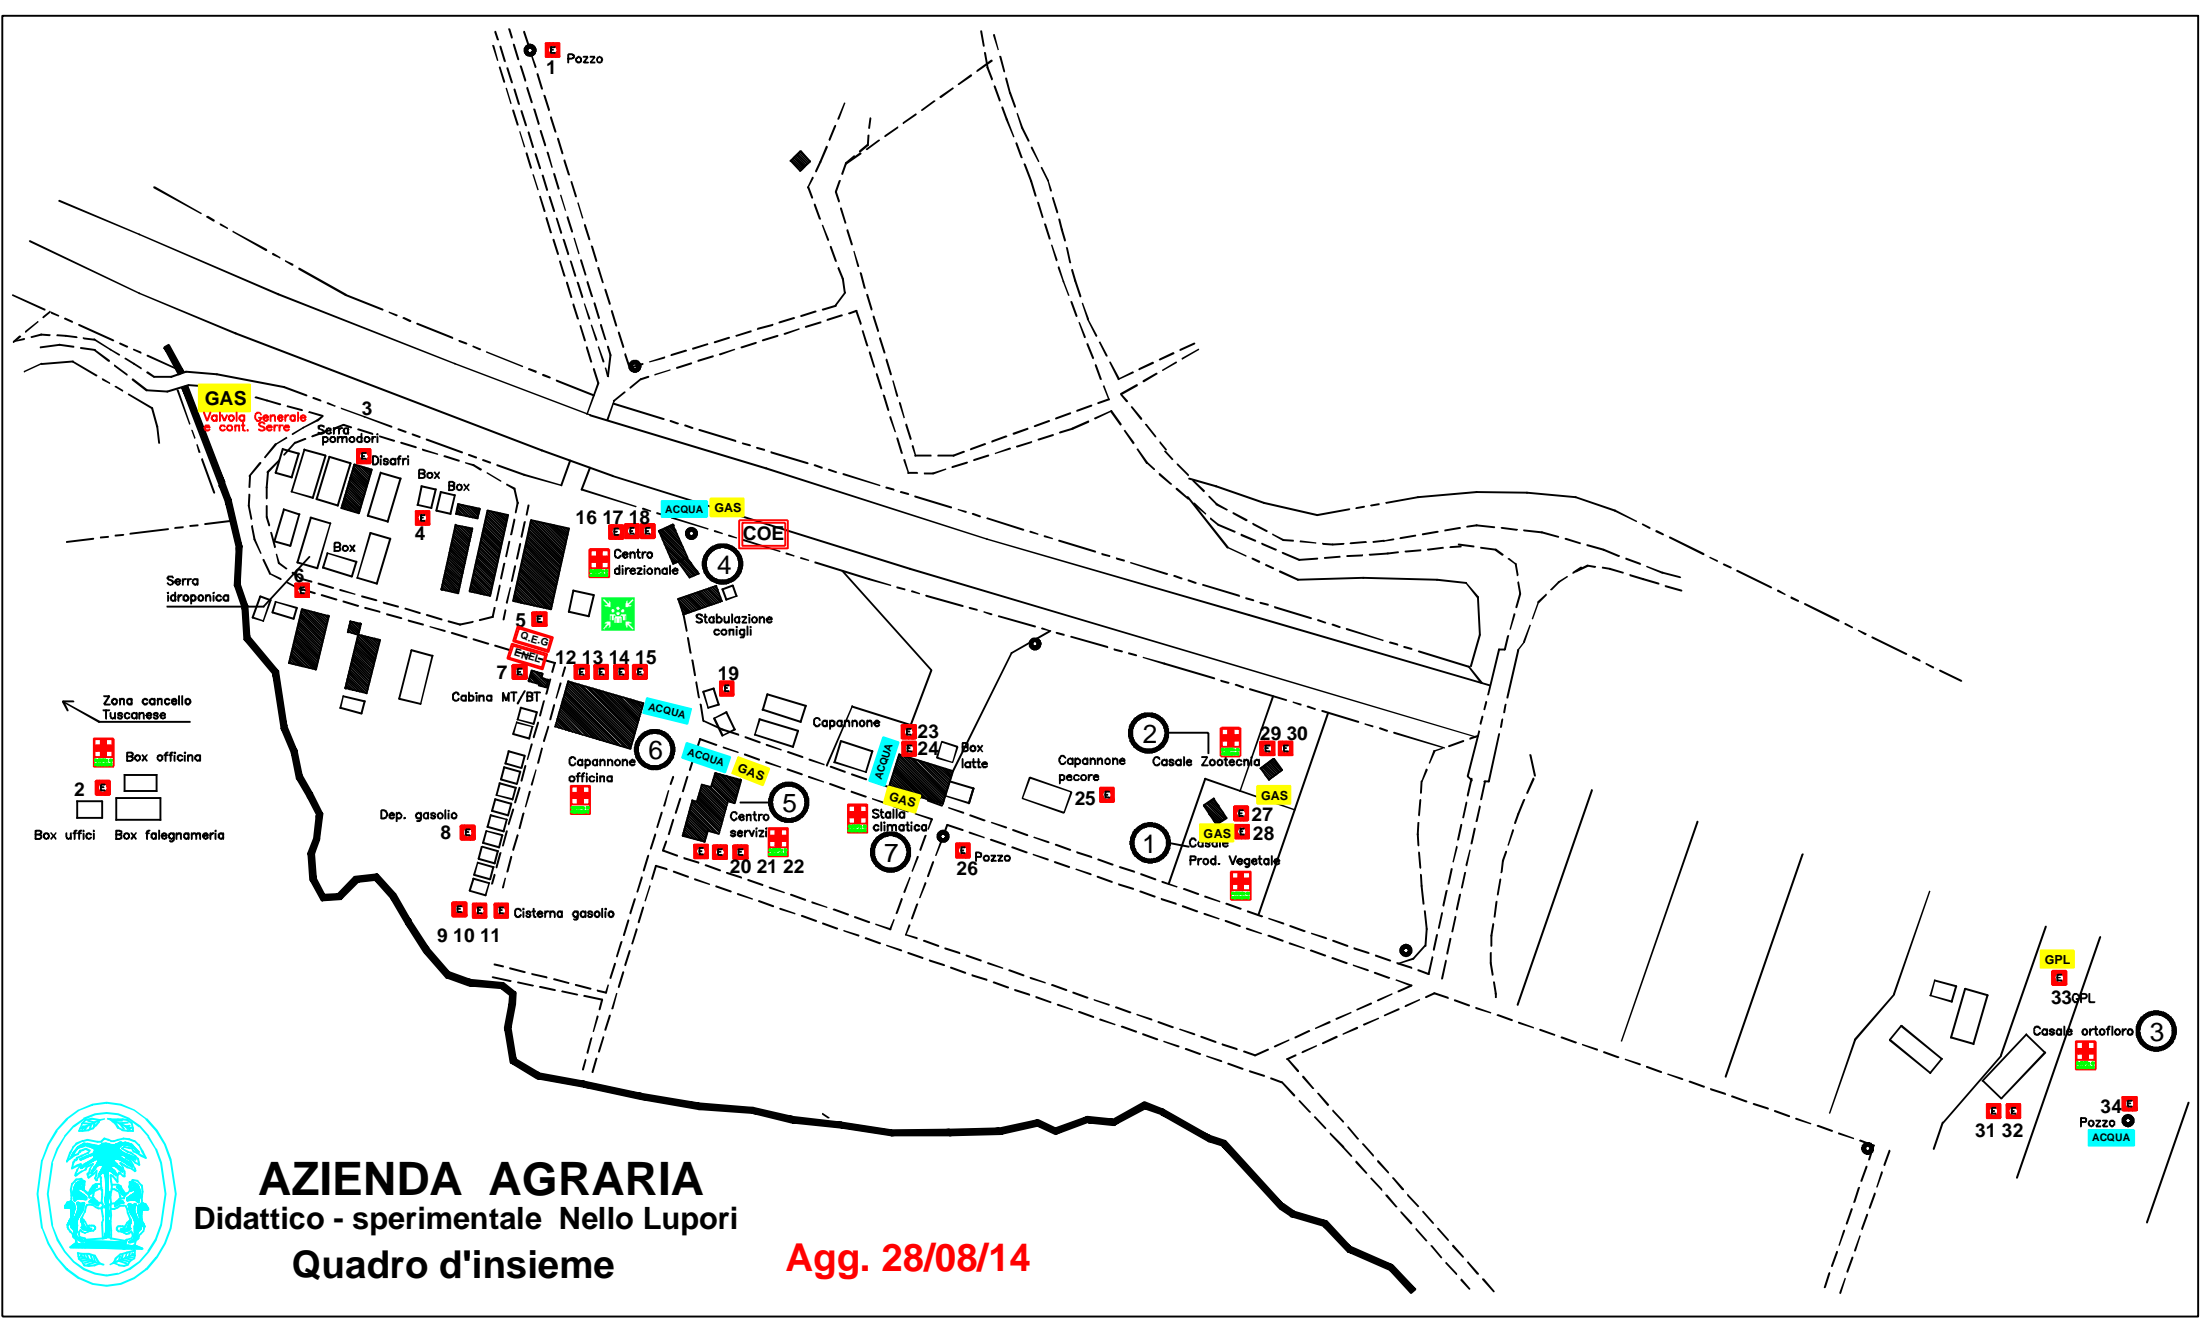 1
Pozzo
GAS
Valvola Generale
e cont. Serre
3
Serra
pomodori
Disafri
Box
Box
4
Box
6
Serra
idroponica
16 17 18
ACQUA
GAS
COE
Centro
direzionale
4
Stabulazione
conigli
5
Q.E.G
ENEL
7
12 13 14 15
Cabina MT/BT
ACQUA
19
Zona cancello
Tuscanese
Box officina
2
Box uffici
Box falegnameria
Capannone
officina
6
ACQUA
GAS
5
Centro
servizi
Dep. gasolio
8
20 21 22
9 10 11
Cisterna gasolio
Capannone
23
24
ACQUA
Box
latte
GAS
Stalla
climatica
7
26
Pozzo
Capannone
pecore
25
2
Casale Zootecnia
29 30
GAS
27
28
GAS
1
Casale
Prod. Vegetale
GPL
33
GPL
Casale ortofloro
3
31 32
34
Pozzo
ACQUA
AZIENDA AGRARIA
Didattico - sperimentale Nello Lupori
Quadro d'insieme
Agg. 28/08/14